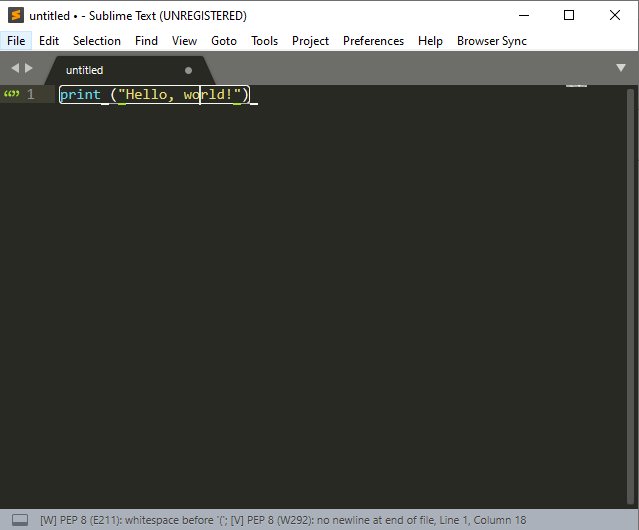 untitled • - Sublime Text (UNREGISTERED)
File Edit Selection Find View Goto Tools Project Preferences Help Browser Sync
untitled
1 print ("Hello, world!")
[W] PEP 8 (E211): whitespace before '('; [V] PEP 8 (W292): no newline at end of file, Line 1, Column 18